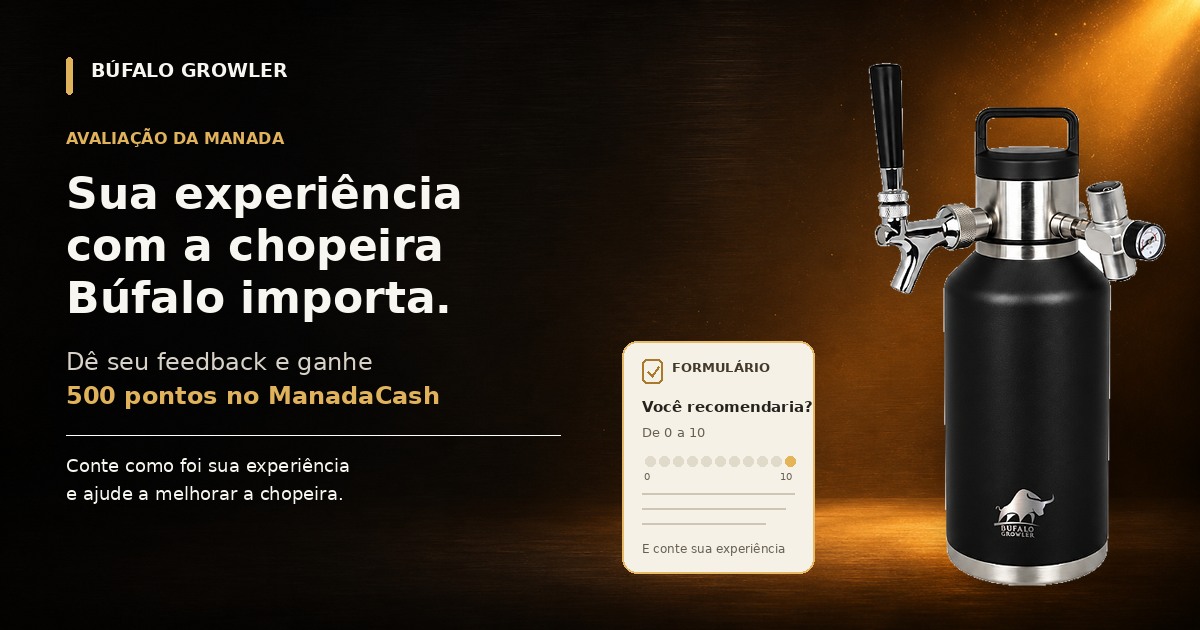 BÚFALO GROWLER
AVALIAÇÃO DA MANADA
Sua experiência
com a chopeira
Búfalo importa.
Dê seu feedback e ganhe
500 pontos no ManadaCash
Conte como foi sua experiência
e ajude a melhorar a chopeira.
FORMULÁRIO
Você recomendaria?
De 0 a 10
0 10
E conte sua experiência
BÚFALO
GROWLER